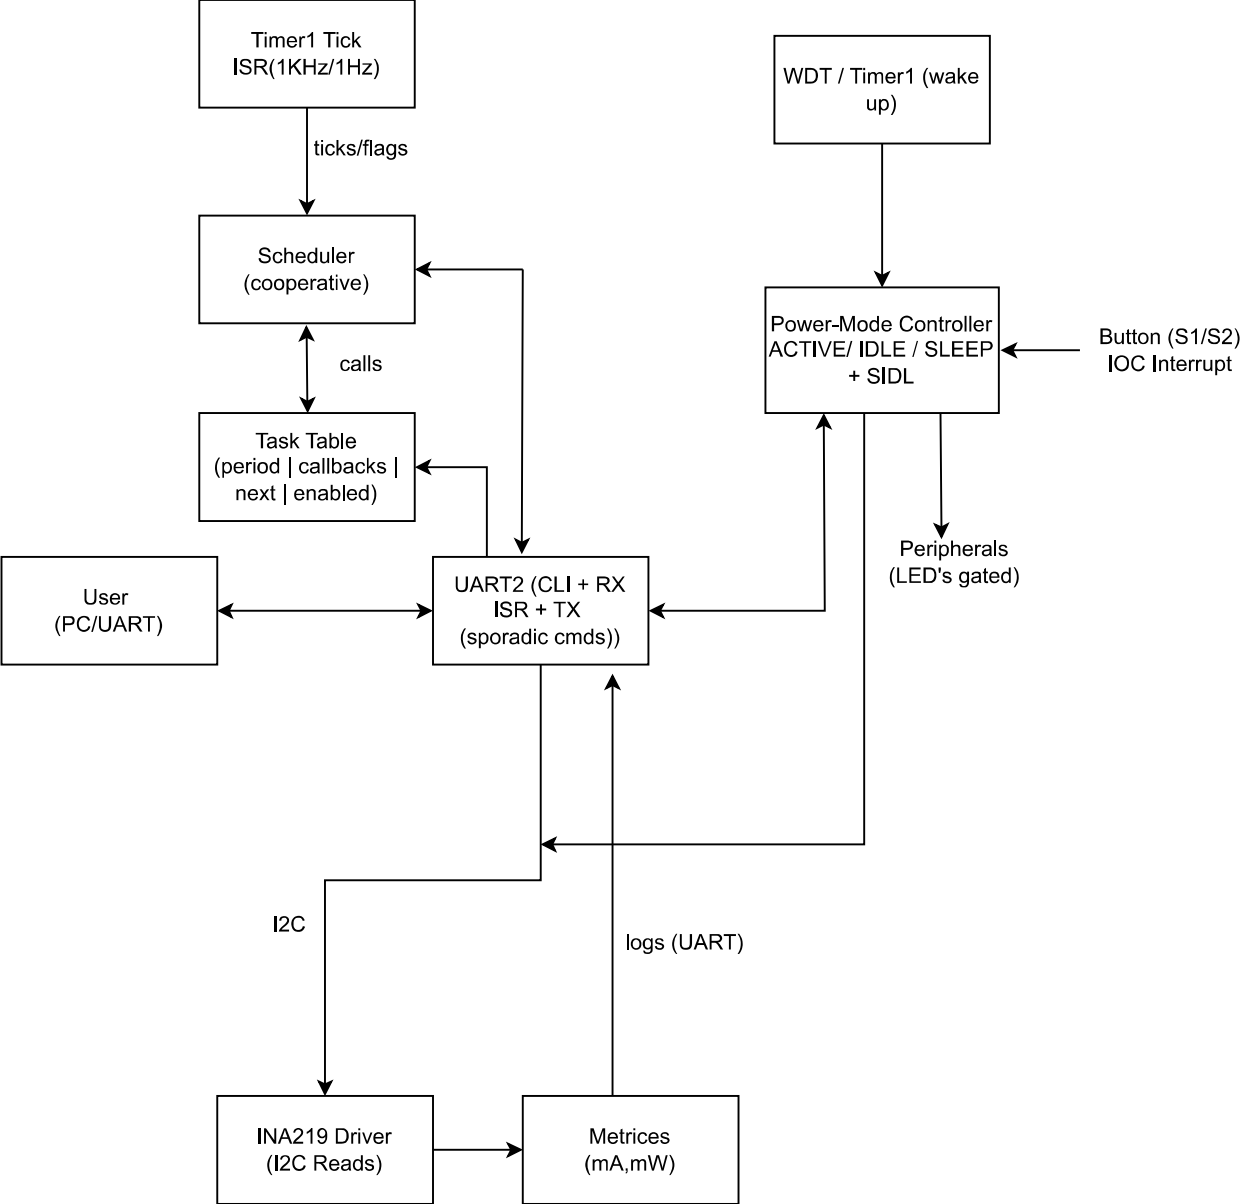 Timer1 Tick
ISR(1KHz/1Hz)
WDT / Timer1 (wake
up)
ticks/flags
Scheduler
(cooperative)
Power-Mode Controller
ACTIVE/ IDLE / SLEEP
+ SIDL
Button (S1/S2)
IOC Interrupt
calls
Task Table
(period | callbacks |
next | enabled)
Peripherals
(LED's gated)
User
(PC/UART)
UART2 (CLI + RX
ISR + TX
(sporadic cmds))
I2C
logs (UART)
INA219 Driver
(I2C Reads)
Metrices
(mA,mW)